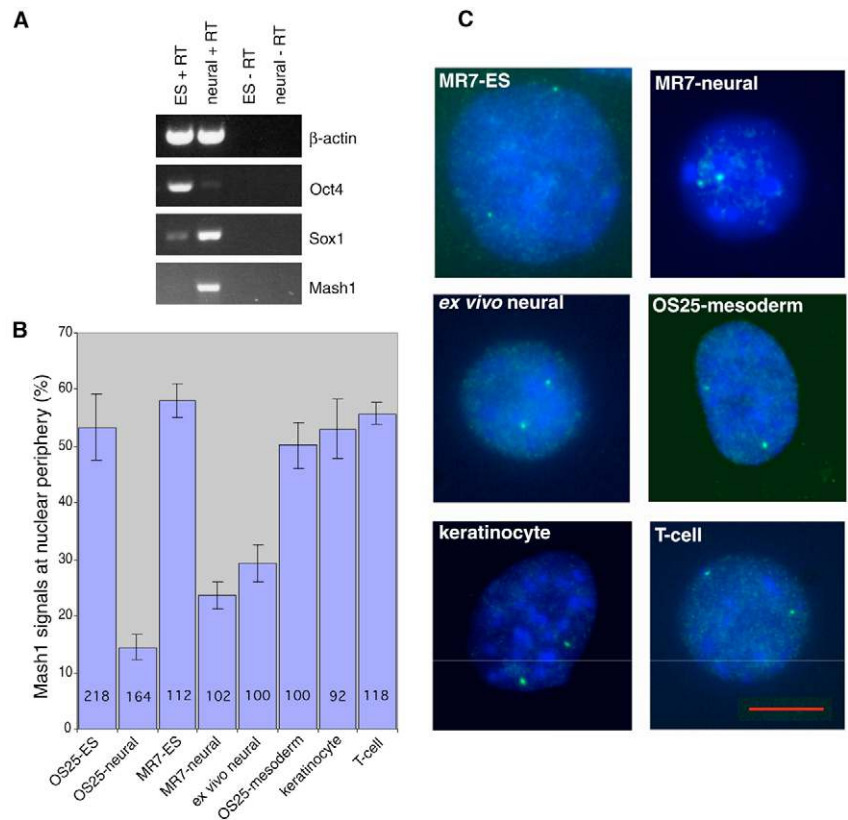 A
ES + RT
neural + RT
ES - RT
neural - RT
β-actin
Oct4
Sox1
Mash1
B
Mash1 signals at nuclear periphery (%)
70
60
50
40
30
20
10
0
218
164
112
102
100
100
92
118
OS25-ES
OS25-neural
MR7-ES
MR7-neural
ex vivo neural
OS25-mesoderm
keratinocyte
T-cell
C
MR7-ES
MR7-neural
ex vivo neural
OS25-mesoderm
keratinocyte
T-cell